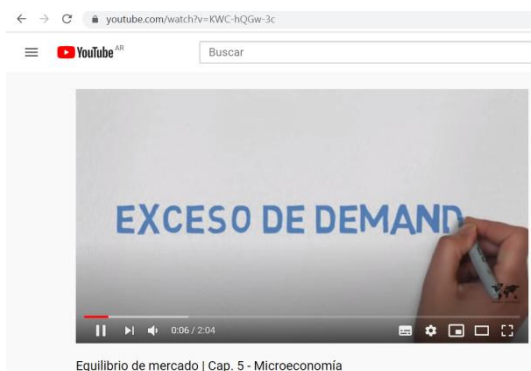 youtube.com/watch?v=KWC-hQGw-3c
YouTube AR
Buscar
EXCESO DE DEMAND
0:06 / 2:04
Equilibrio de mercado | Cap. 5 - Microeconomía